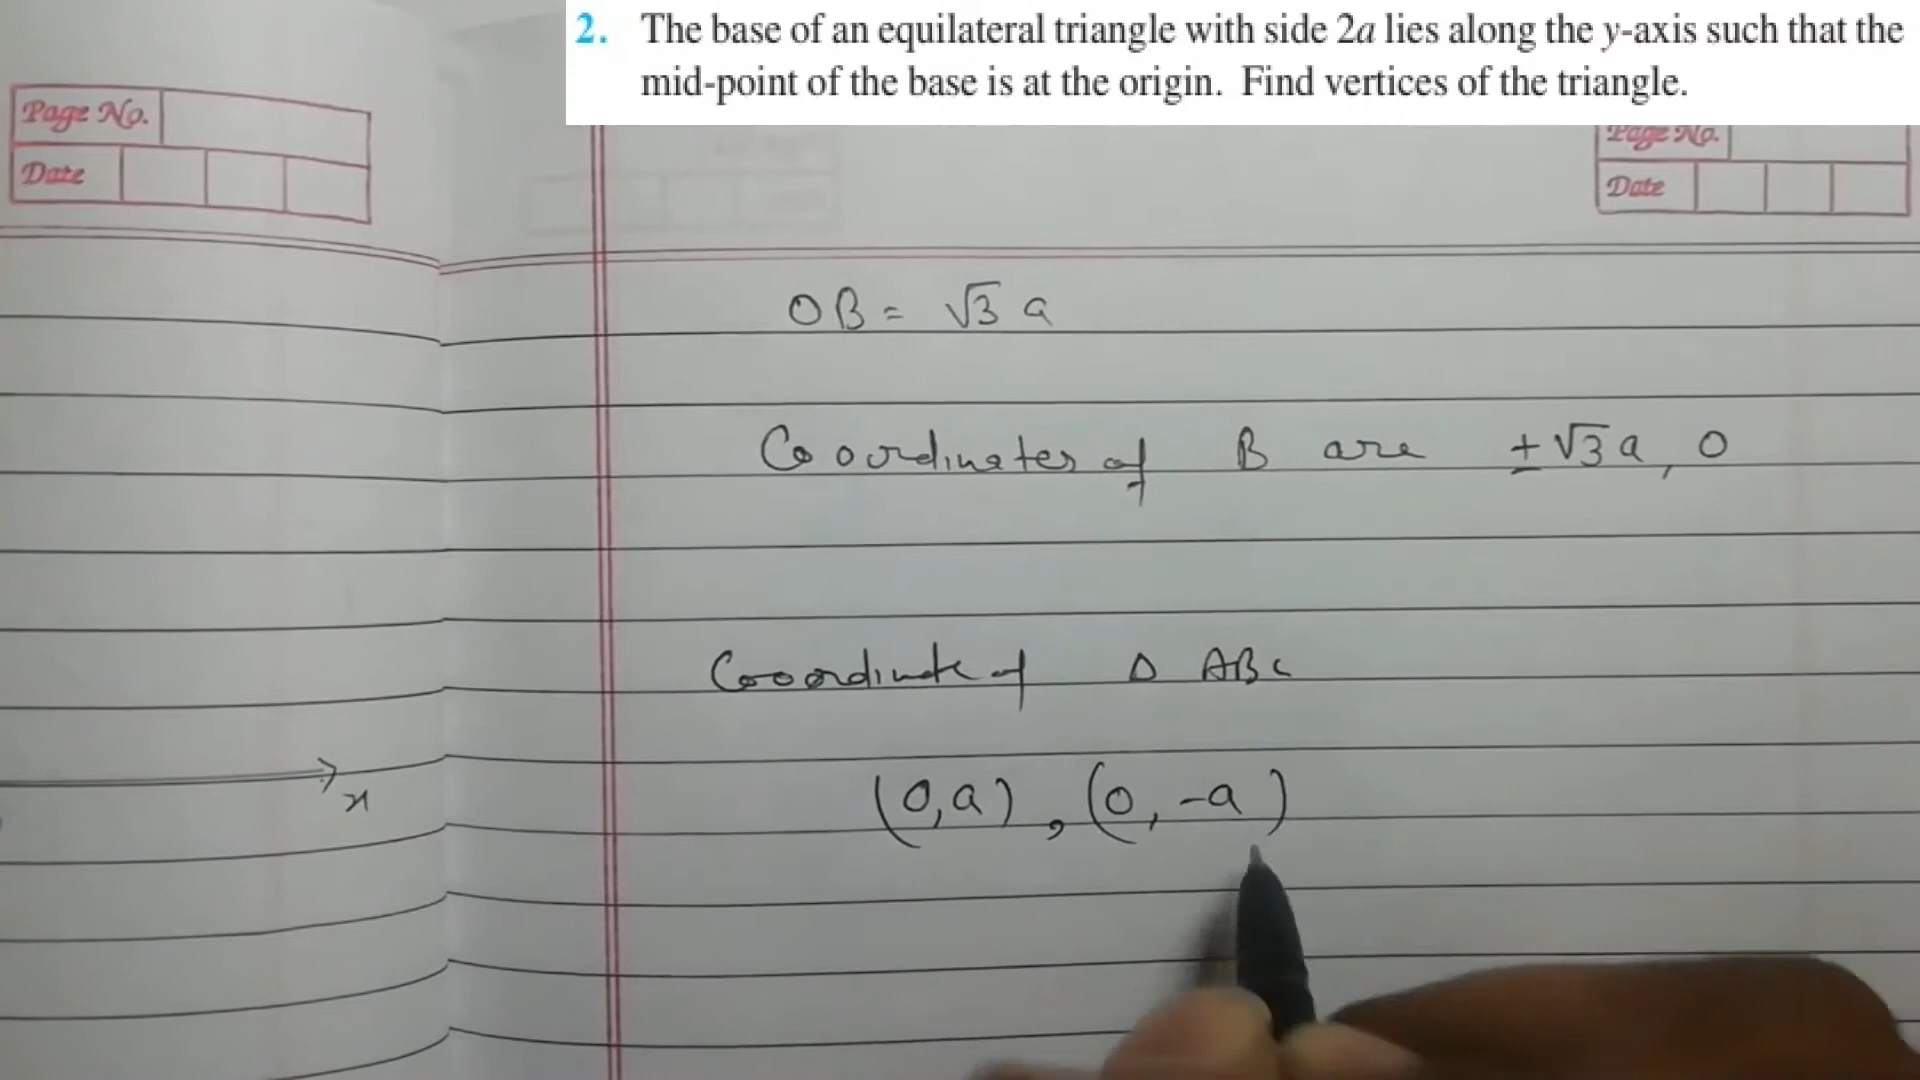 2. The base of an equilateral triangle with side 2a lies along the y-axis such that the
mid-point of the base is at the origin. Find vertices of the triangle.
Page No.
Date
Page No.
Date
OB = √3 a
Coordinates of B are ±√3 a, 0
Coordinate of Δ ABC
x
(0, a), (0, -a)